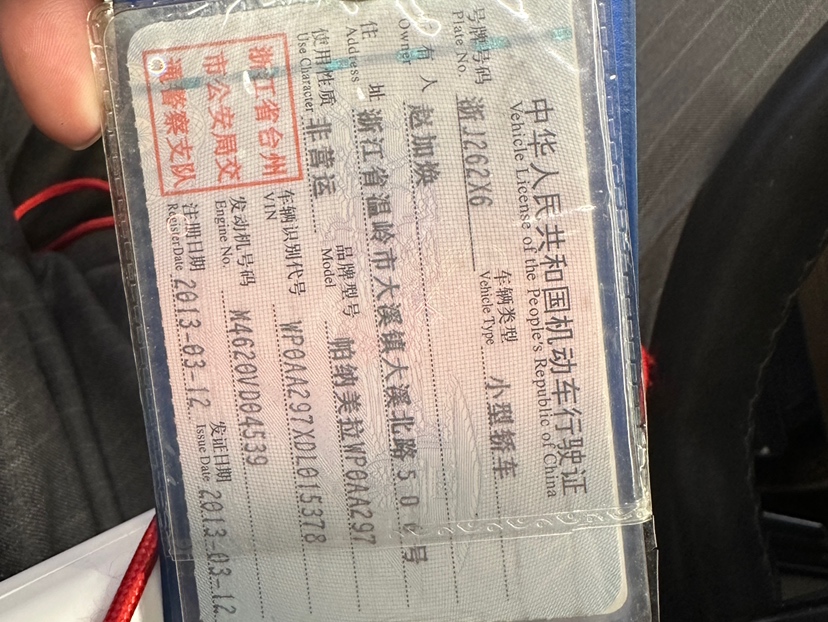 中华人民共和国机动车行驶证
Vehicle License of the People's Republic of China
号牌号码 浙J262X6 车辆类型 小型轿车
Plate No. Vehicle Type
所有人 赵加焕
Owner
住址 浙江省温岭市大溪镇大溪北路506号
Address
使用性质 非营运 品牌型号 帕纳美拉WP0AA297
Use Character Model
浙江省台州
市公安局交
通警察支队
车辆识别代号 WP0AA297XDL015378
VIN
发动机号码 M4620VD04539
Engine No.
注册日期 2013-03-12 发证日期 2013-03-12
Register Date Issue Date